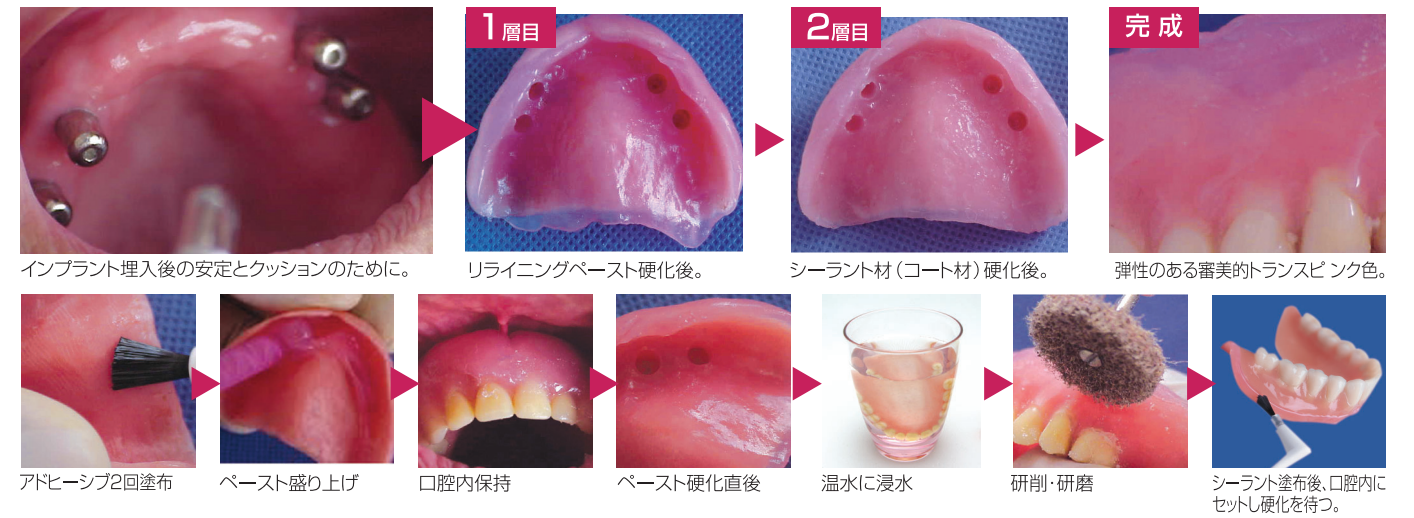 1層目
2層目
完成
インプラント埋入後の安定とクッションのために。
リライニングペースト硬化後。
シーラント材（コート材）硬化後。
弾性のある審美的トランスピンク色。
アドヒーシブ2回塗布
ペースト盛り上げ
口腔内保持
ペースト硬化直後
温水に浸水
研削・研磨
シーラント塗布後、口腔内に
セットし硬化を待つ。